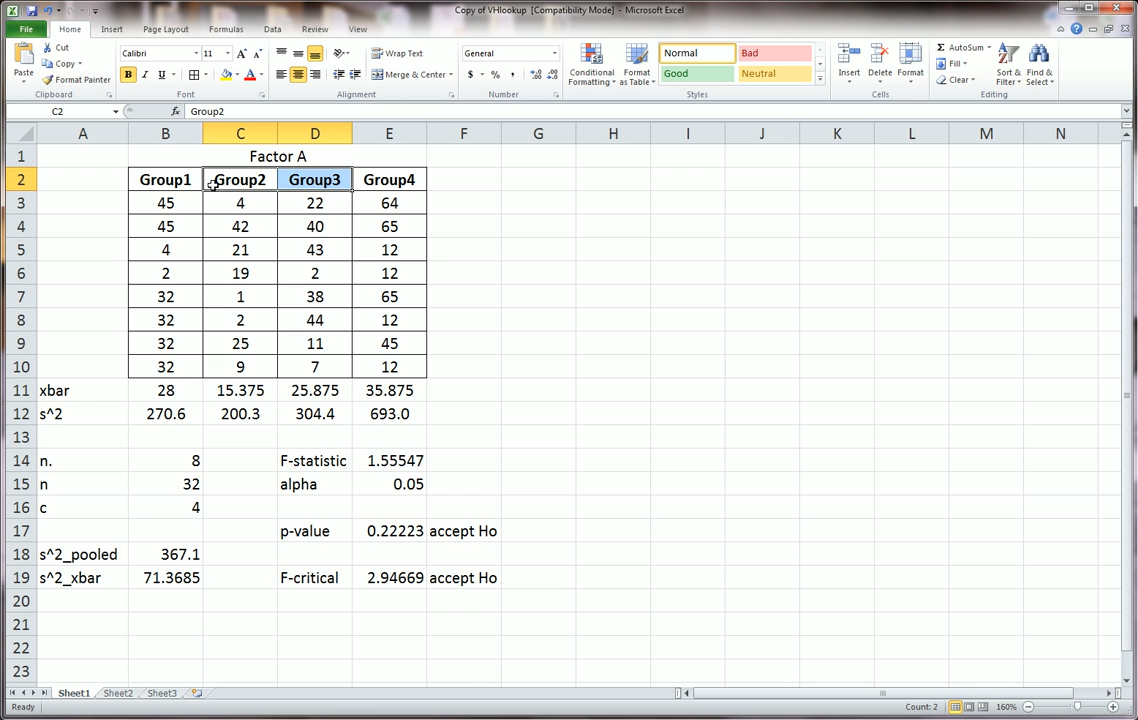 Copy of VHlookup [Compatibility Mode] - Microsoft Excel
File Home Insert Page Layout Formulas Data Review View
Cut Calibri 11 Wrap Text General Normal Bad AutoSum
Copy Fill
Paste Format Painter Merge & Center Conditional Formatting Format as Table Good Neutral Insert Delete Format Clear Sort & Filter Find & Select
Clipboard Font Alignment Number Styles Cells Editing
C2 fx Group2
A B C D E F G H I J K L M N
1 Factor A
2 Group1 Group2 Group3 Group4
3 45 4 22 64
4 45 42 40 65
5 4 21 43 12
6 2 19 2 12
7 32 1 38 65
8 32 2 44 12
9 32 25 11 45
10 32 9 7 12
11 xbar 28 15.375 25.875 35.875
12 s^2 270.6 200.3 304.4 693.0
13
14 n. 8 F-statistic 1.55547
15 n 32 alpha 0.05
16 c 4
17 p-value 0.22223 accept Ho
18 s^2_pooled 367.1
19 s^2_xbar 71.3685 F-critical 2.94669 accept Ho
20
21
22
23
Sheet1 Sheet2 Sheet3
Ready Count: 2 160%